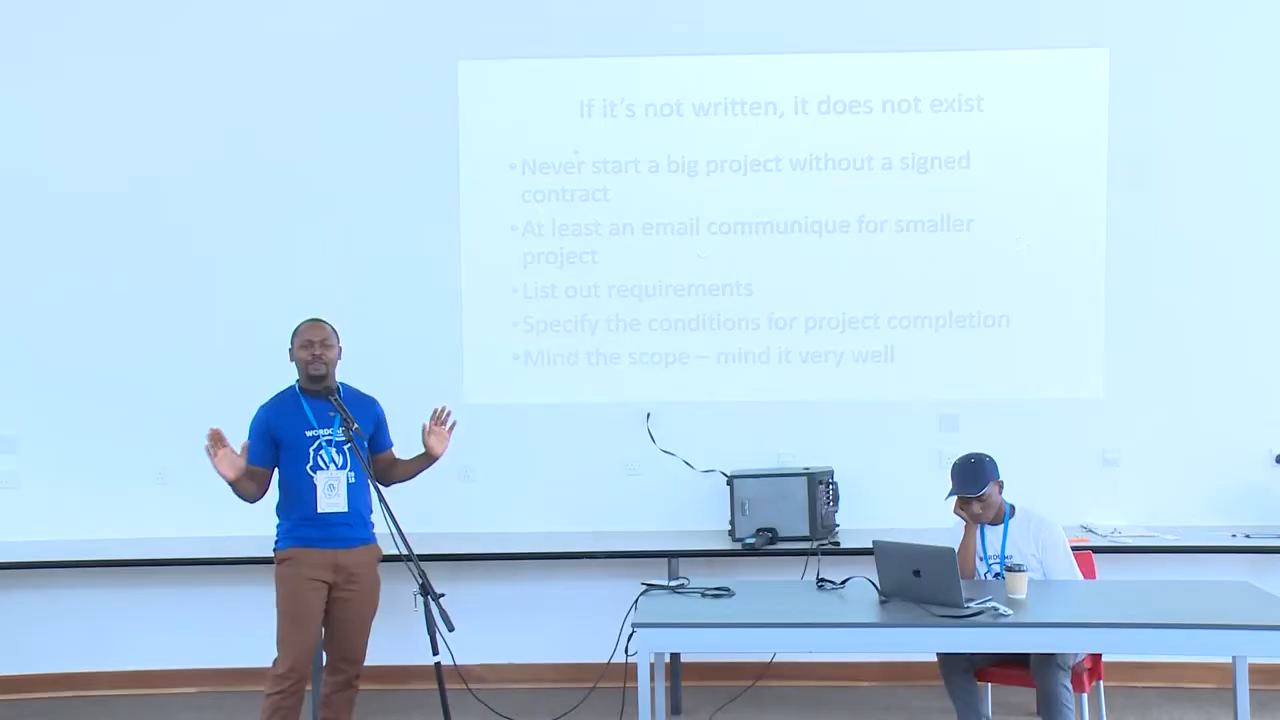 If it's not written, it does not exist
•Never start a big project without a signed
contract
•At least an email communique for smaller
project
•List out requirements
•Specify the conditions for project completion
•Mind the scope – mind it very well
WORDCAMP